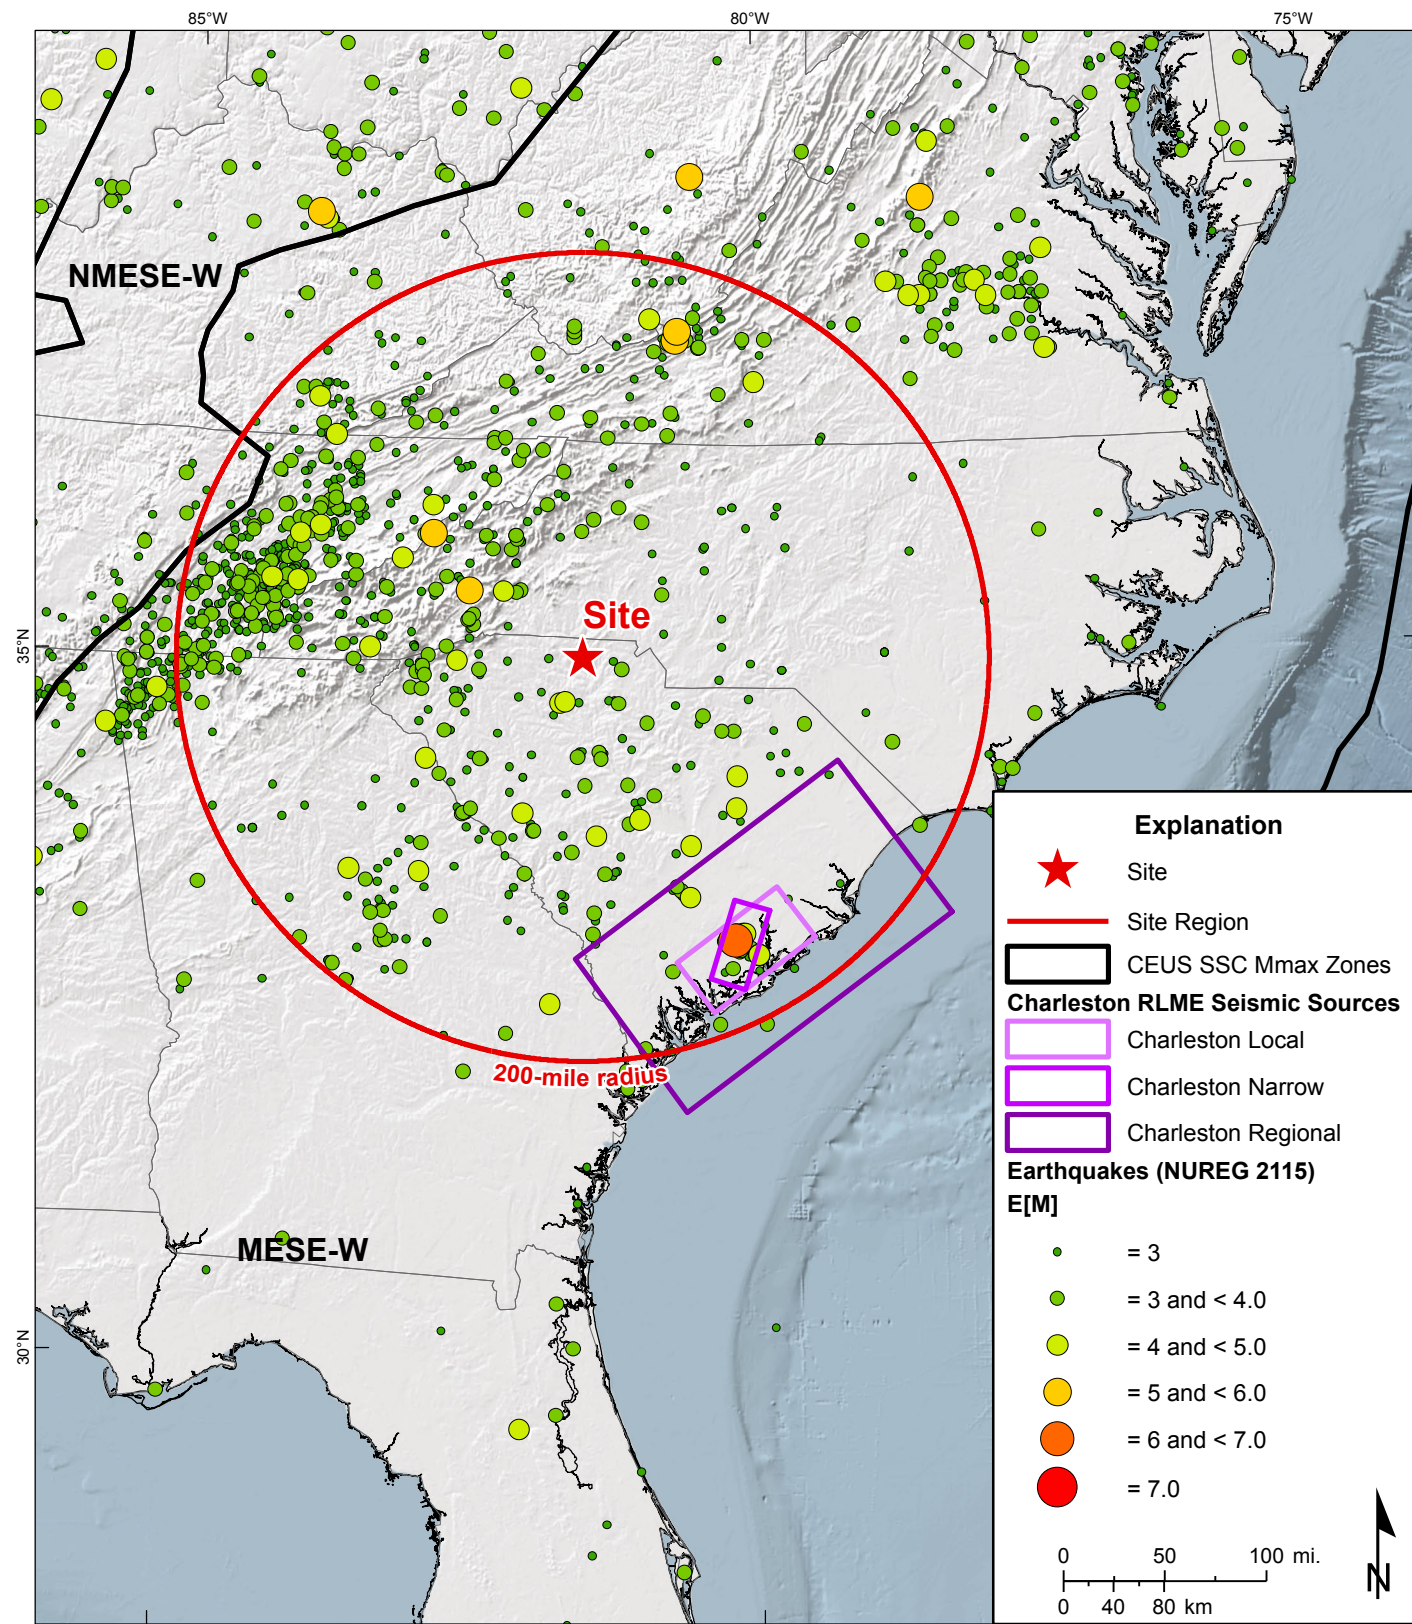 85°W
80°W
75°W
NMESE-W
35°N
Site
200-mile radius
MESE-W
30°N
Explanation
Site
Site Region
CEUS SSC Mmax Zones
Charleston RLME Seismic Sources
Charleston Local
Charleston Narrow
Charleston Regional
Earthquakes (NUREG 2115)
E[M]
= 3
= 3 and < 4.0
= 4 and < 5.0
= 5 and < 6.0
= 6 and < 7.0
= 7.0
0 50 100 mi.
0 40 80 km
N